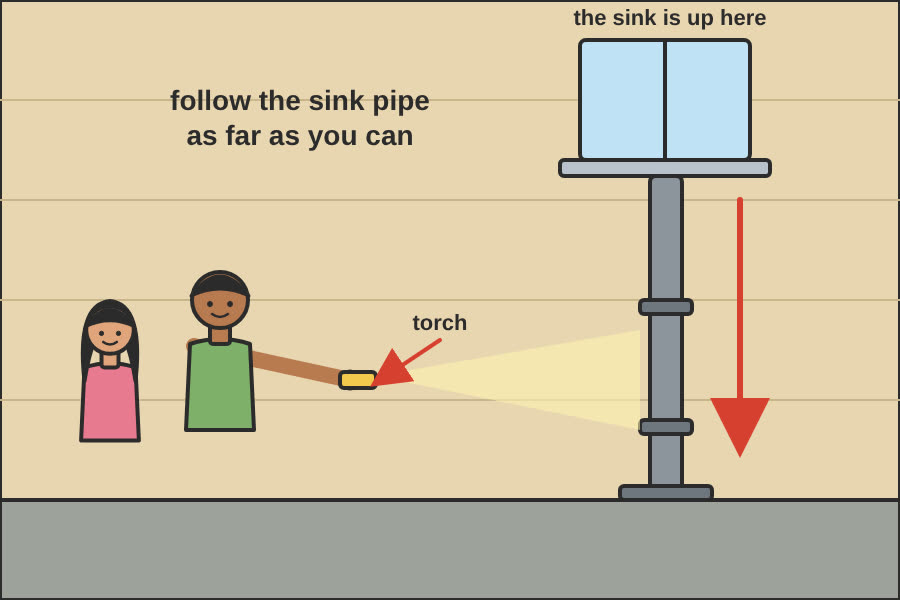 the sink is up here
follow the sink pipe
as far as you can
torch